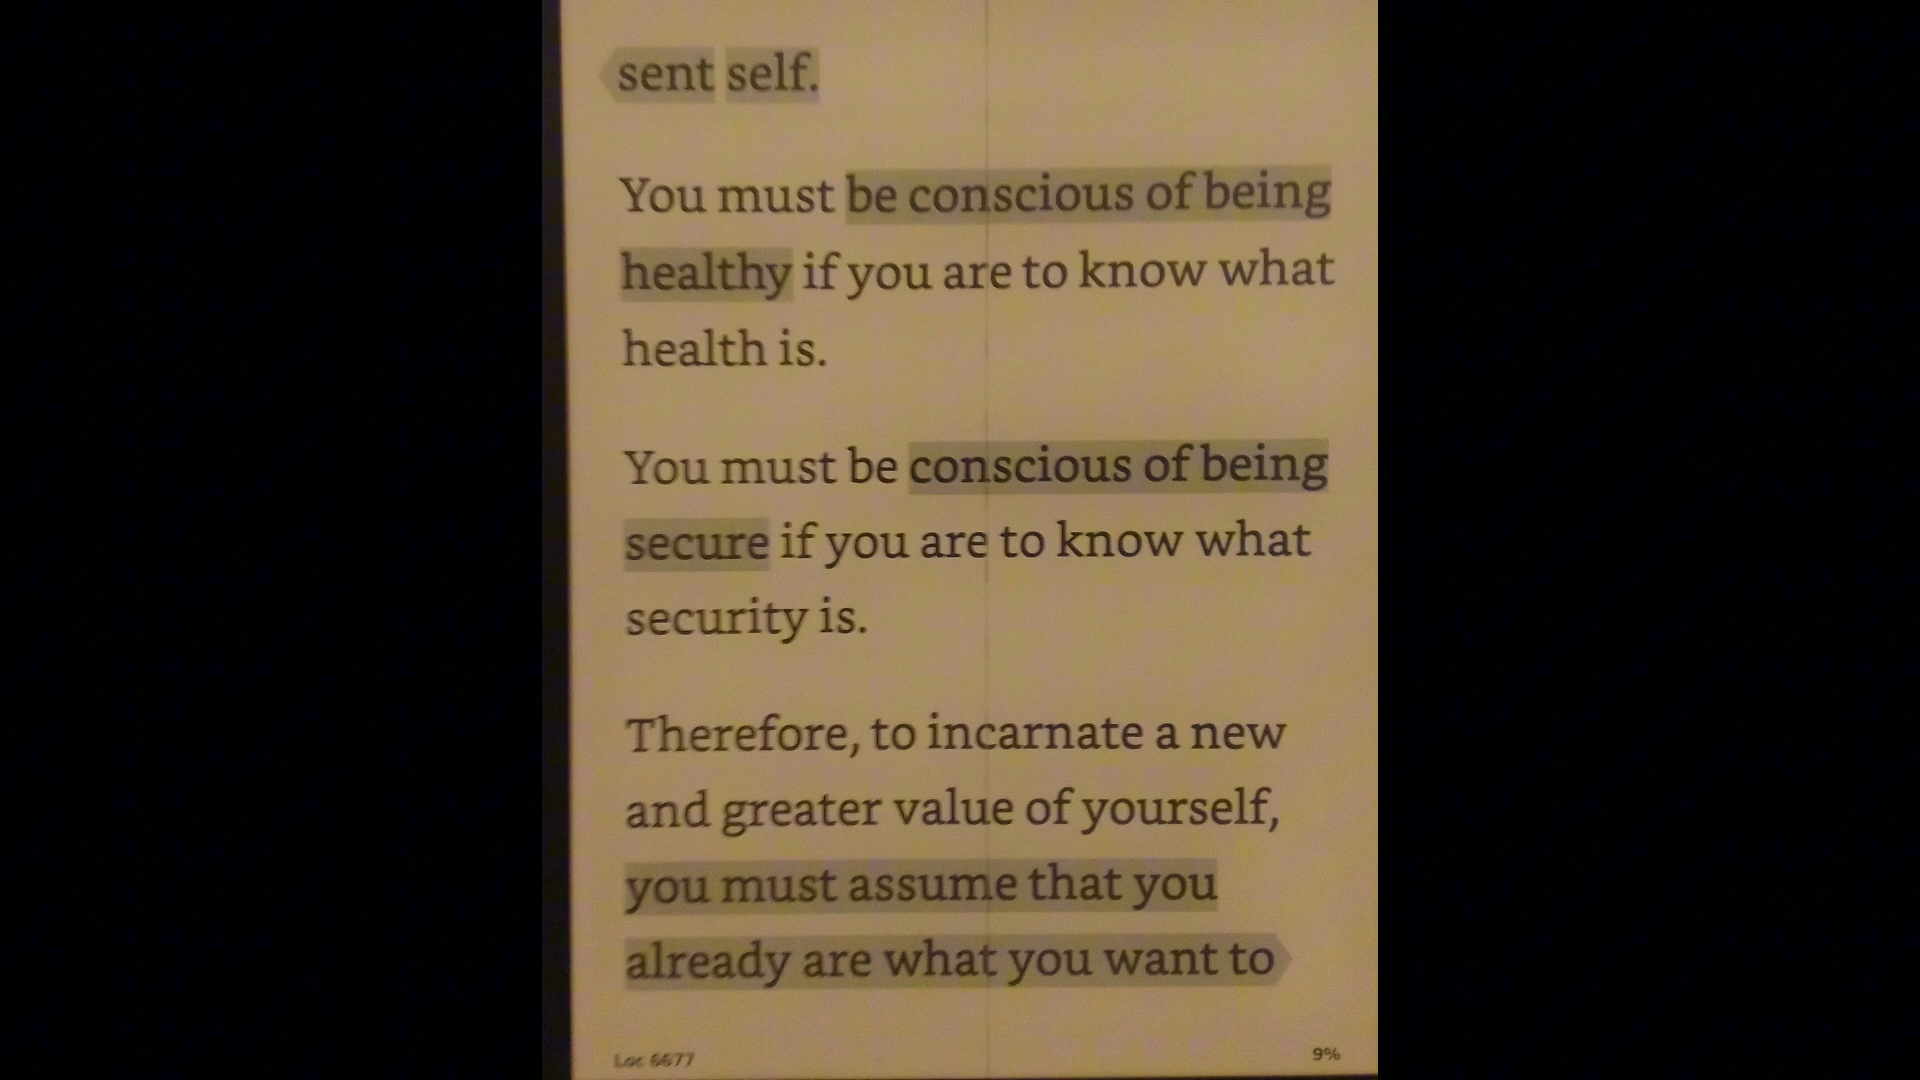 sent self.
You must be conscious of being
healthy if you are to know what
health is.
You must be conscious of being
secure if you are to know what
security is.
Therefore, to incarnate a new
and greater value of yourself,
you must assume that you
already are what you want to
Loc 6677
9%